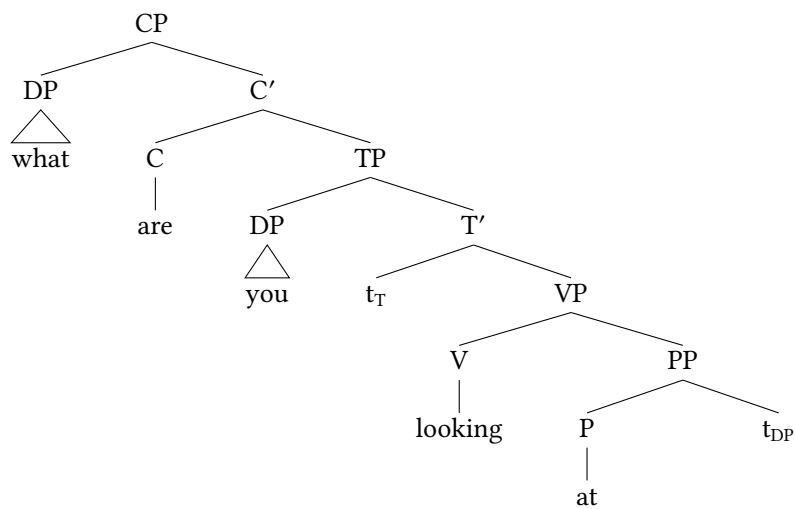 CP
DP C′
what C TP
are DP T′
you t_T VP
V PP
looking P t_DP
at